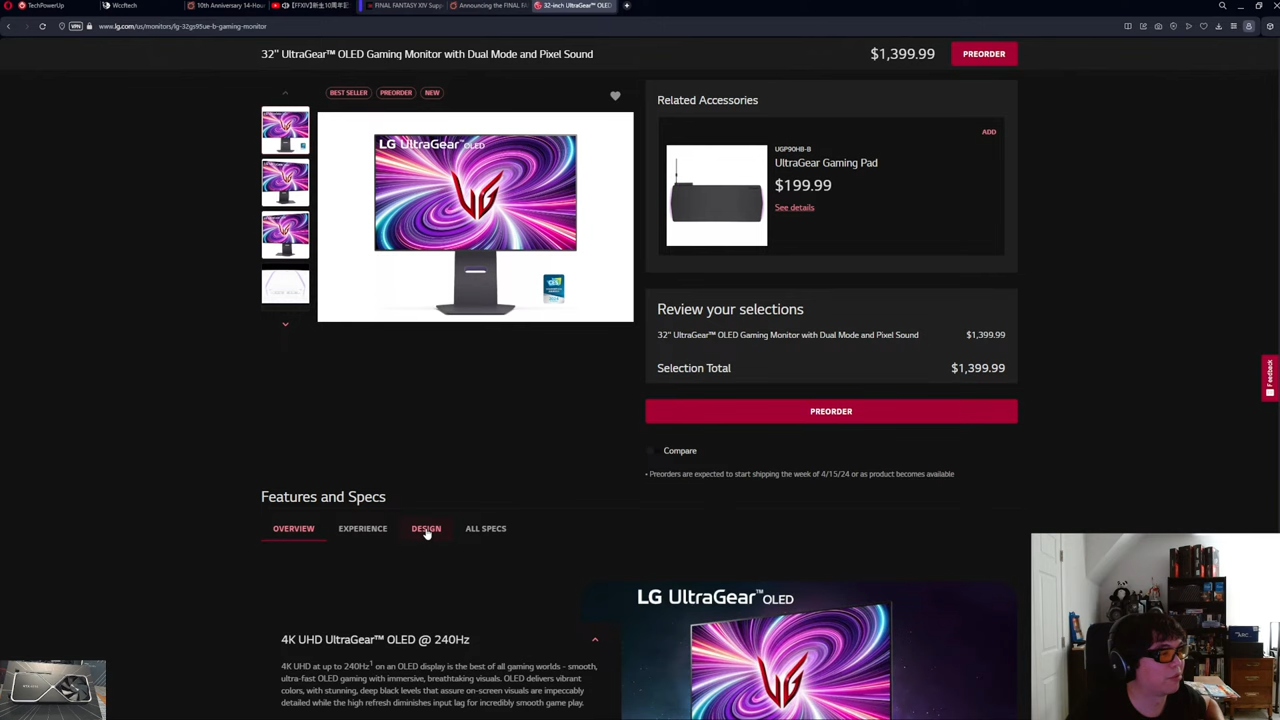 TechPowerUp
Wccftech
10th Anniversary 14-Hou
【FFXIV】新生10周年記
FINAL FANTASY XIV Supp
Announcing the FINAL FA
32-inch UltraGear™ OLED
VPN
www.lg.com/us/monitors/lg-32gs95ue-b-gaming-monitor
32" UltraGear™ OLED Gaming Monitor with Dual Mode and Pixel Sound
$1,399.99
PREORDER
BEST SELLER
PREORDER
NEW
LG UltraGear™ OLED
Related Accessories
ADD
UGP90HB-B
UltraGear Gaming Pad
$199.99
See details
Review your selections
32" UltraGear™ OLED Gaming Monitor with Dual Mode and Pixel Sound
$1,399.99
Selection Total
$1,399.99
PREORDER
Compare
• Preorders are expected to start shipping the week of 4/15/24 or as product becomes available
Feedback
Features and Specs
OVERVIEW
EXPERIENCE
DESIGN
ALL SPECS
LG UltraGear™ OLED
4K UHD UltraGear™ OLED @ 240Hz
4K UHD at up to 240Hz¹ on an OLED display is the best of all gaming worlds - smooth,
ultra-fast OLED gaming with immersive, breathtaking visuals. OLED delivers vibrant
colors, with stunning, deep black levels that assure on-screen visuals are impeccably
detailed while the high refresh diminishes input lag for incredibly smooth game play.